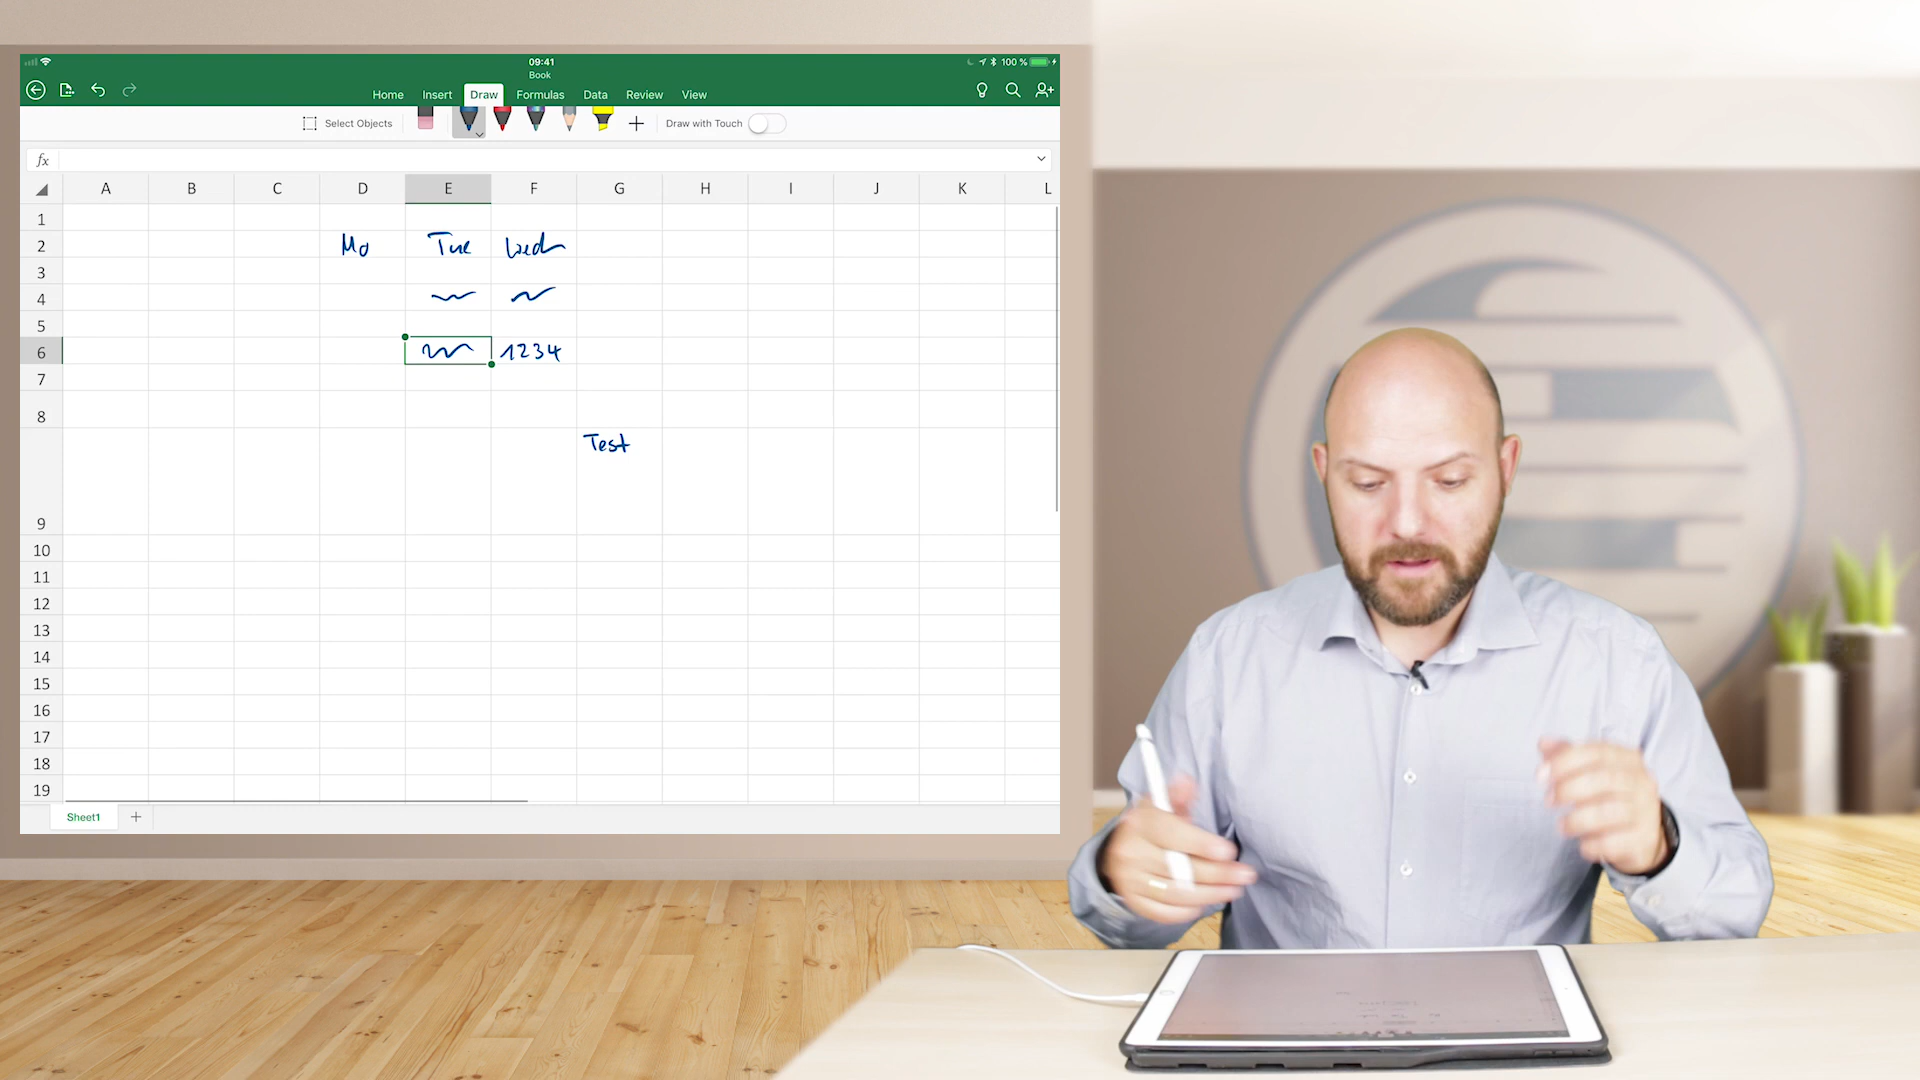 09:41
100 %
Book
Home Insert Draw Formulas Data Review View
Select Objects
Draw with Touch
fx
A B C D E F G H I J K L
1
2 Mo Tue Wed
3
4
5
6 1234
7
8
Test
9
10
11
12
13
14
15
16
17
18
19
Sheet1